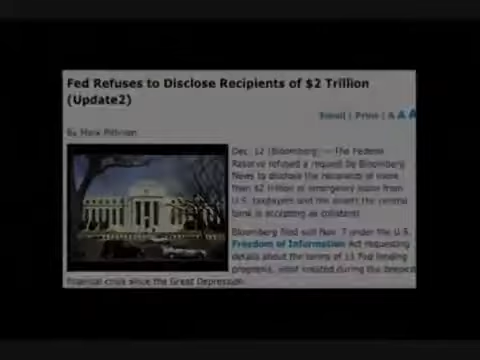 Fed Refuses to Disclose Recipients of $2 Trillion
(Update2)
Email | Print | A A A
By Mark Pittman
Dec. 12 (Bloomberg) -- The Federal
Reserve refused a request by Bloomberg
News to disclose the recipients of more
than $2 trillion of emergency loans from
U.S. taxpayers and the assets the central
bank is accepting as collateral.
Bloomberg filed suit Nov. 7 under the U.S.
Freedom of Information Act requesting
details about the terms of 11 Fed lending
programs, most created during the deepest
financial crisis since the Great Depression.